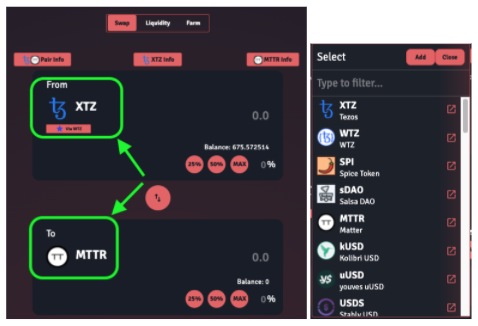 Swap Liquidity Farm
Pair Info XTZ Info MTTR Info
From
XTZ
Via WTZ
0.0
Balance: 675.572514
25% 50% MAX 0 %
To
MTTR
0.0
Balance: 0
25% 50% MAX 0 %
Select Add Close
Type to filter...
XTZ
Tezos
WTZ
WTZ
SPI
Spice Token
sDAO
Salsa DAO
MTTR
Matter
kUSD
Kolibri USD
uUSD
youves uUSD
USDS
Stably USD